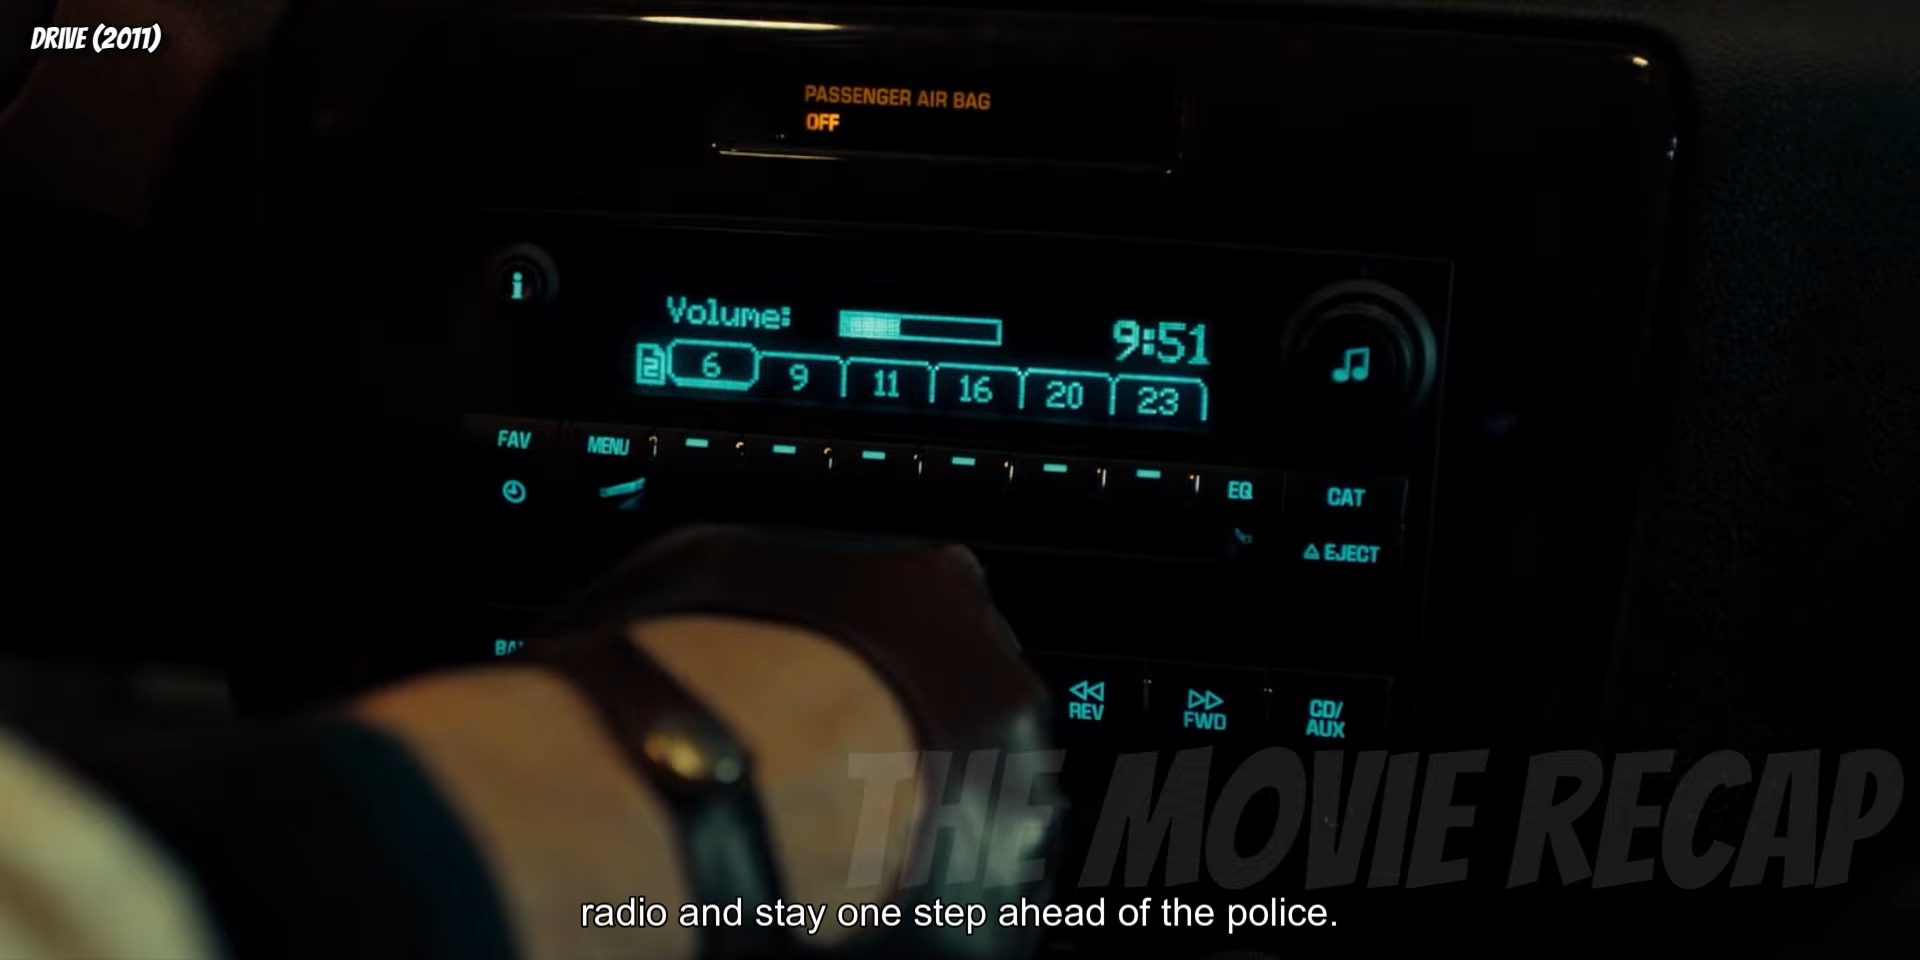 DRIVE (2011)
PASSENGER AIR BAG
OFF
i
Volume: 9:51
2 6 9 11 16 20 23
FAV MENU EQ CAT
EJECT
REV FWD CD/
AUX
THE MOVIE RECAP
radio and stay one step ahead of the police.